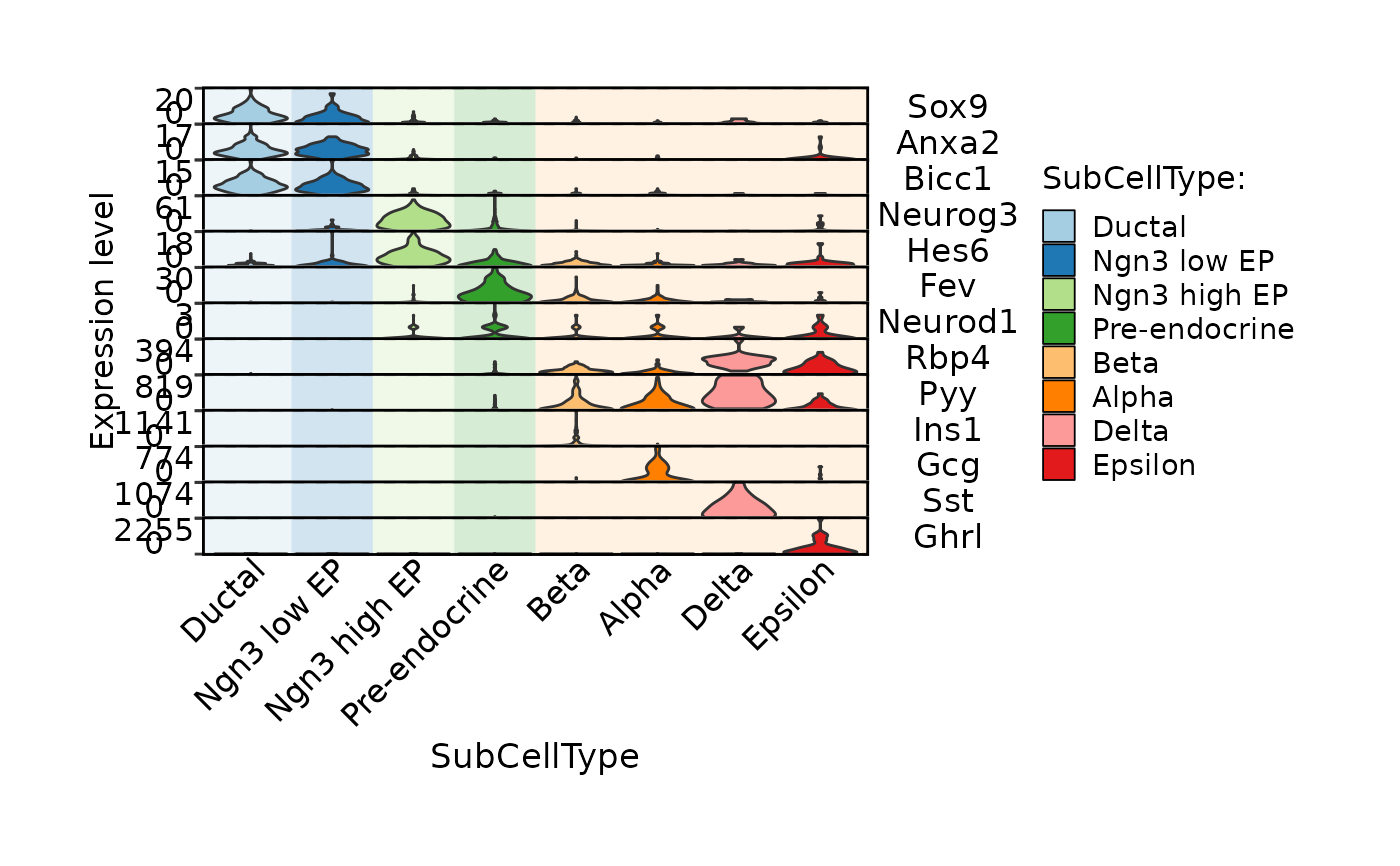 20
0
Sox9
17
0
Anxa2
15
0
Bicc1
61
0
Neurog3
18
0
Hes6
30
0
Fev
3
0
Neurod1
394
0
Rbp4
819
0
Pyy
1141
0
Ins1
774
0
Gcg
1074
0
Sst
2255
0
Ghrl
Expression level
Ductal
Ngn3 low EP
Ngn3 high EP
Pre-endocrine
Beta
Alpha
Delta
Epsilon
SubCellType
SubCellType:
Ductal
Ngn3 low EP
Ngn3 high EP
Pre-endocrine
Beta
Alpha
Delta
Epsilon